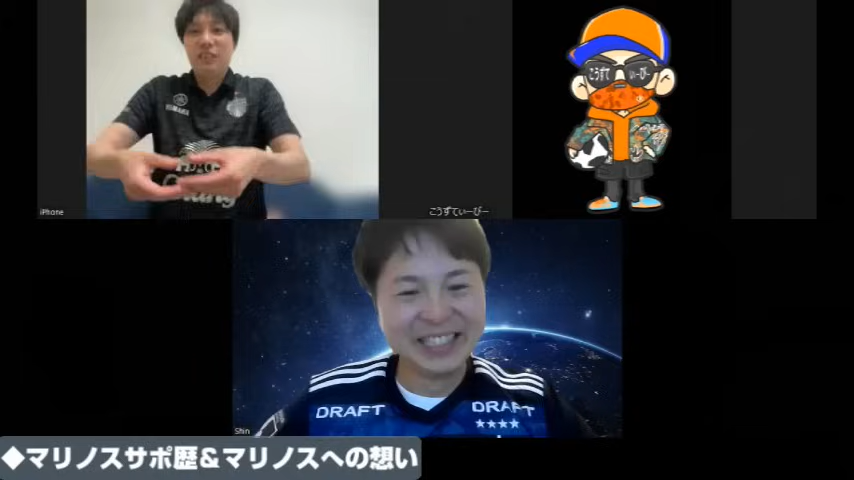 YAMAHA
こうず
てぃーびー
iPhone
こうずてぃーびー
DRAFT
DRAFT
★★★★
Shin
◆マリノスサポ歴&マリノスへの想い